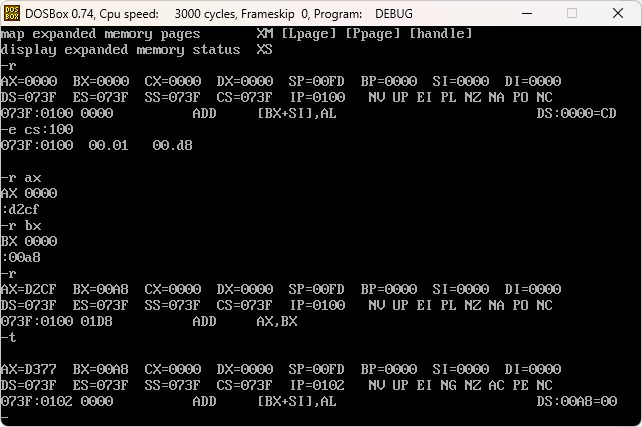 DOSBox 0.74, Cpu speed:    3000 cycles, Frameskip  0, Program:    DEBUG
DOS
BOX
map expanded memory pages        XM [Lpage] [Ppage] [handle]
display expanded memory status  XS
-r
AX=0000  BX=0000  CX=0000  DX=0000  SP=00FD  BP=0000  SI=0000  DI=0000
DS=073F  ES=073F  SS=073F  CS=073F  IP=0100   NV UP EI PL NZ NA PO NC
073F:0100 0000          ADD     [BX+SI],AL                         DS:0000=CD
-e cs:100
073F:0100  00.01   00.d8

-r ax
AX 0000
:d2cf
-r bx
BX 0000
:00a8
-r
AX=D2CF  BX=00A8  CX=0000  DX=0000  SP=00FD  BP=0000  SI=0000  DI=0000
DS=073F  ES=073F  SS=073F  CS=073F  IP=0100   NV UP EI PL NZ NA PO NC
073F:0100 01D8          ADD     AX,BX
-t

AX=D377  BX=00A8  CX=0000  DX=0000  SP=00FD  BP=0000  SI=0000  DI=0000
DS=073F  ES=073F  SS=073F  CS=073F  IP=0102   NV UP EI NG NZ AC PE NC
073F:0102 0000          ADD     [BX+SI],AL                         DS:00A8=00
-